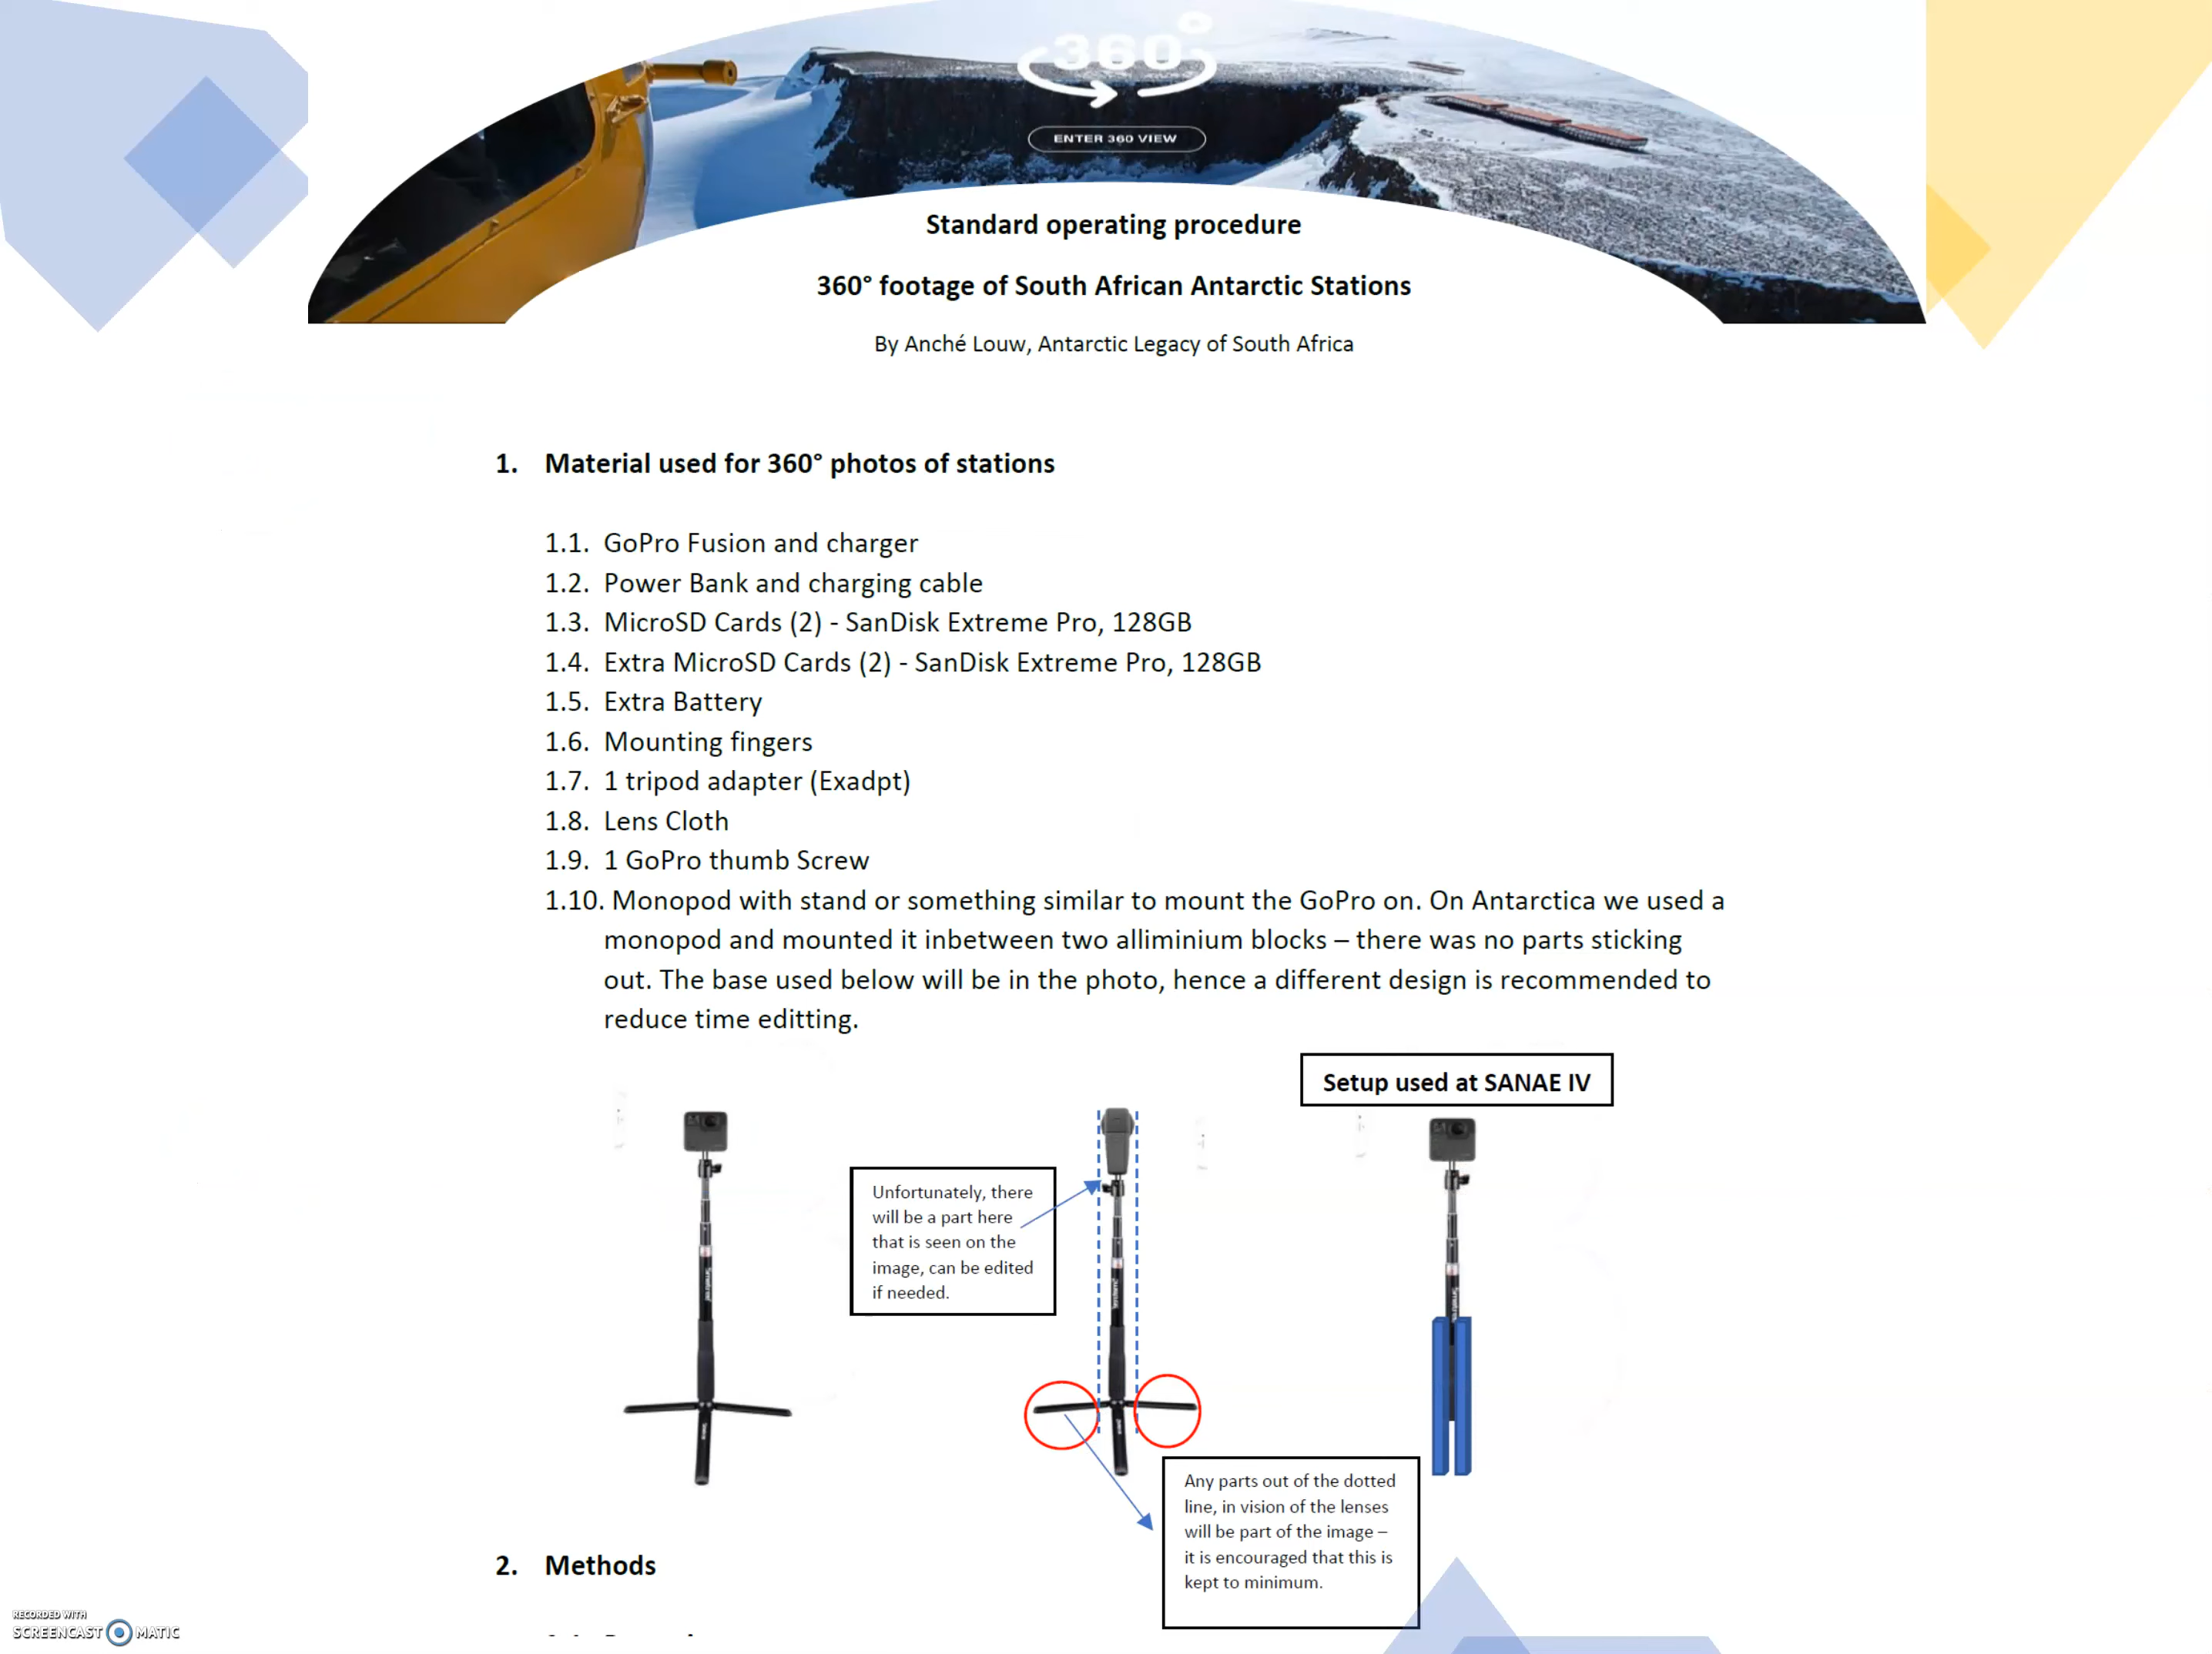 360°
ENTER 360 VIEW
Standard operating procedure
360° footage of South African Antarctic Stations
By Anché Louw, Antarctic Legacy of South Africa
1. Material used for 360° photos of stations
1.1. GoPro Fusion and charger
1.2. Power Bank and charging cable
1.3. MicroSD Cards (2) - SanDisk Extreme Pro, 128GB
1.4. Extra MicroSD Cards (2) - SanDisk Extreme Pro, 128GB
1.5. Extra Battery
1.6. Mounting fingers
1.7. 1 tripod adapter (Exadpt)
1.8. Lens Cloth
1.9. 1 GoPro thumb Screw
1.10. Monopod with stand or something similar to mount the GoPro on. On Antarctica we used a
monopod and mounted it inbetween two alliminium blocks – there was no parts sticking
out. The base used below will be in the photo, hence a different design is recommended to
reduce time editting.
Setup used at SANAE IV
Unfortunately, there
will be a part here
that is seen on the
image, can be edited
if needed.
Any parts out of the dotted
line, in vision of the lenses
will be part of the image –
it is encouraged that this is
kept to minimum.
2. Methods
RECORDED WITH
SCREENCAST MATIC